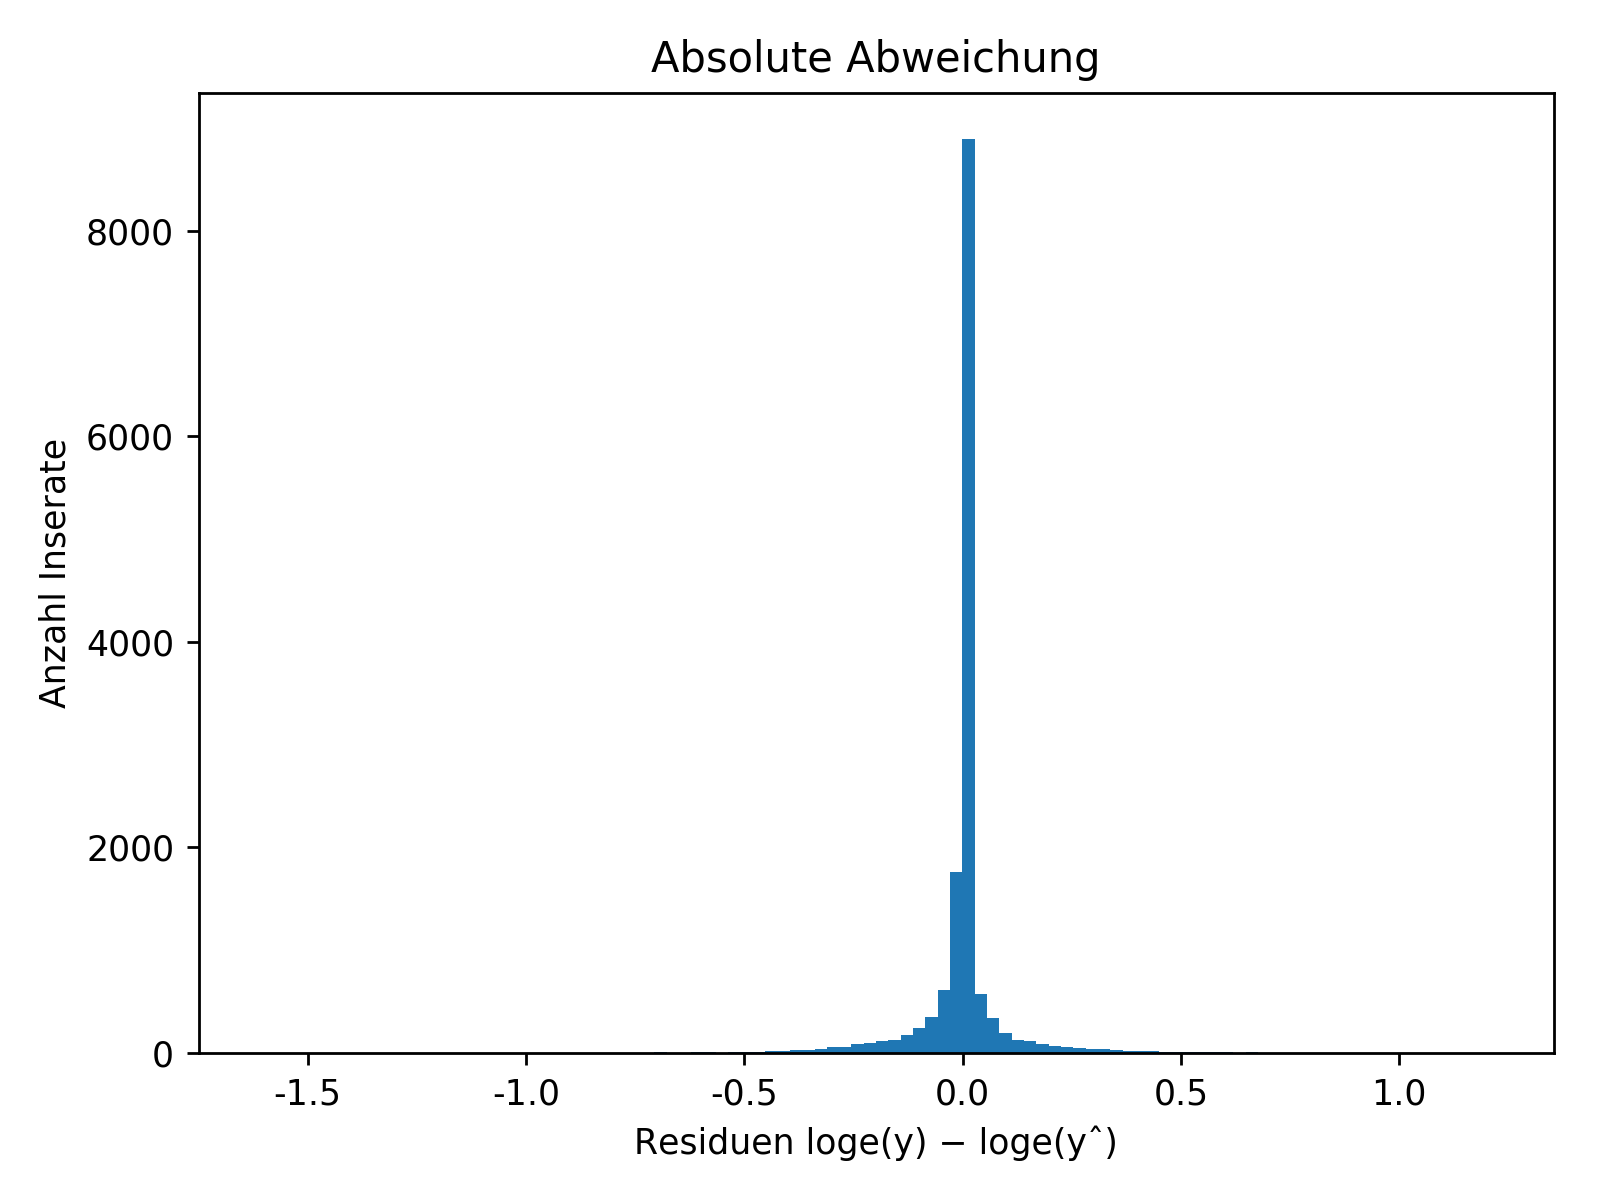 Absolute Abweichung
Anzahl Inserate
8000
6000
4000
2000
0
-1.5 -1.0 -0.5 0.0 0.5 1.0
Residuen loge(y) − loge(yˆ)